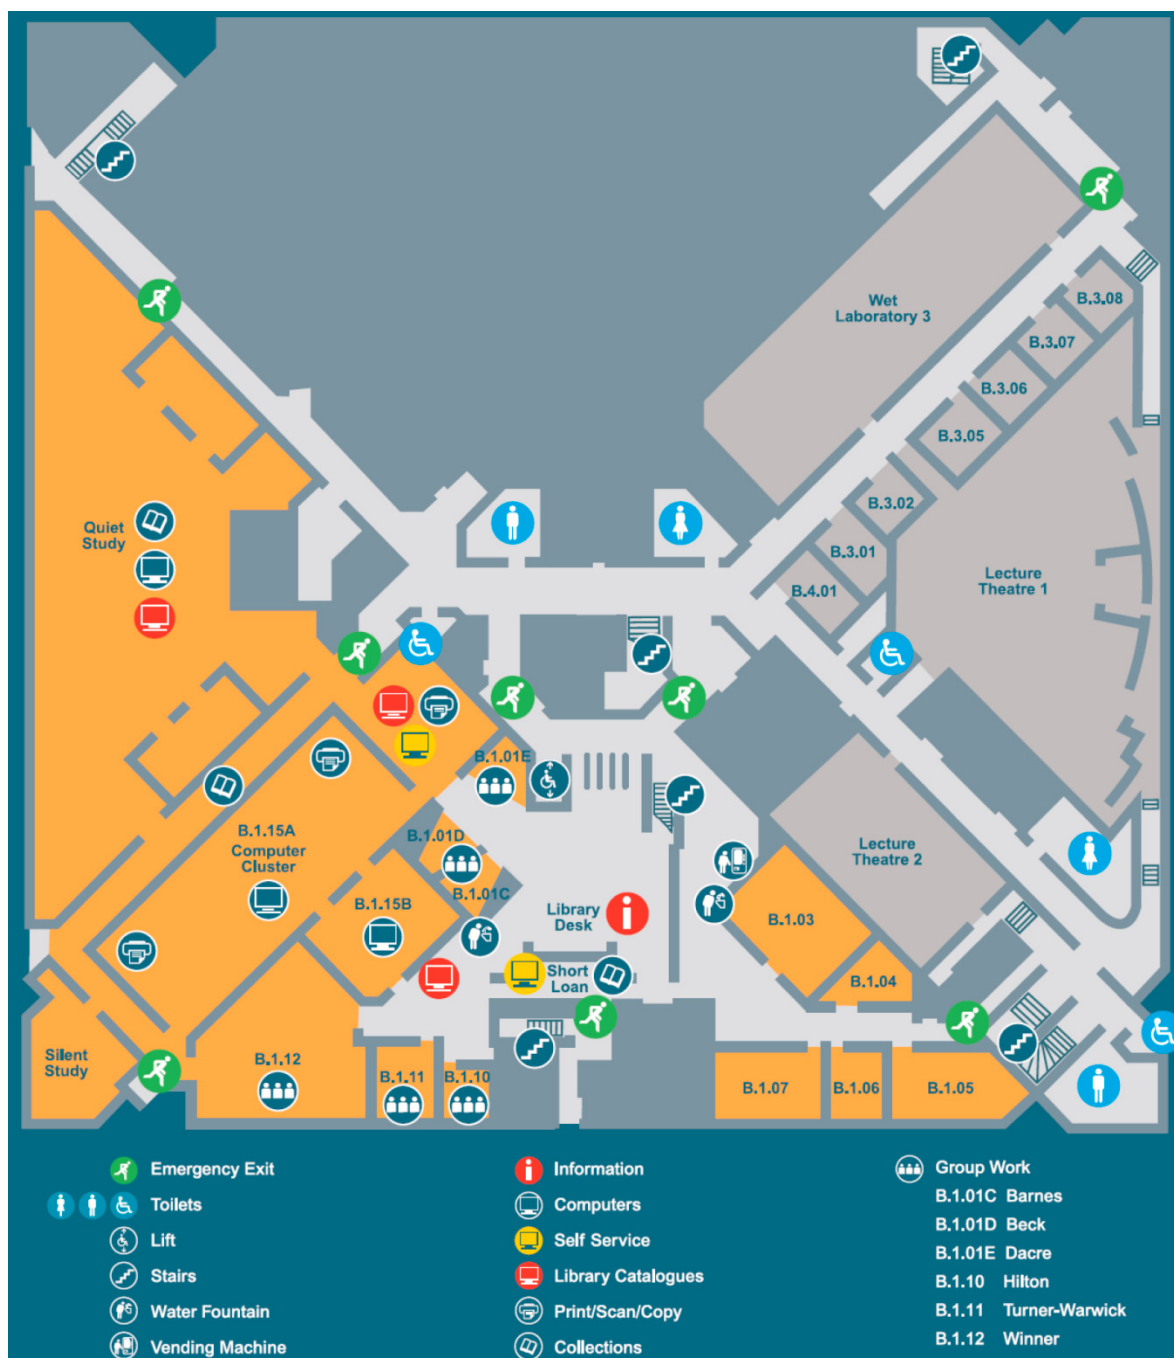 Wet
Laboratory 3
B.3.08
B.3.07
B.3.06
B.3.05
B.3.02
B.3.01
B.4.01
Quiet
Study
Lecture
Theatre 1
B.1.01E
B.1.15A
Computer
Cluster
B.1.01D
B.1.01C
B.1.15B
Lecture
Theatre 2
Library
Desk
B.1.03
Short
Loan
B.1.04
Silent
Study
B.1.12
B.1.11
B.1.10
B.1.07
B.1.06
B.1.05
Emergency Exit
Toilets
Lift
Stairs
Water Fountain
Vending Machine
Information
Computers
Self Service
Library Catalogues
Print/Scan/Copy
Collections
Group Work
B.1.01C Barnes
B.1.01D Beck
B.1.01E Dacre
B.1.10 Hilton
B.1.11 Turner-Warwick
B.1.12 Winner